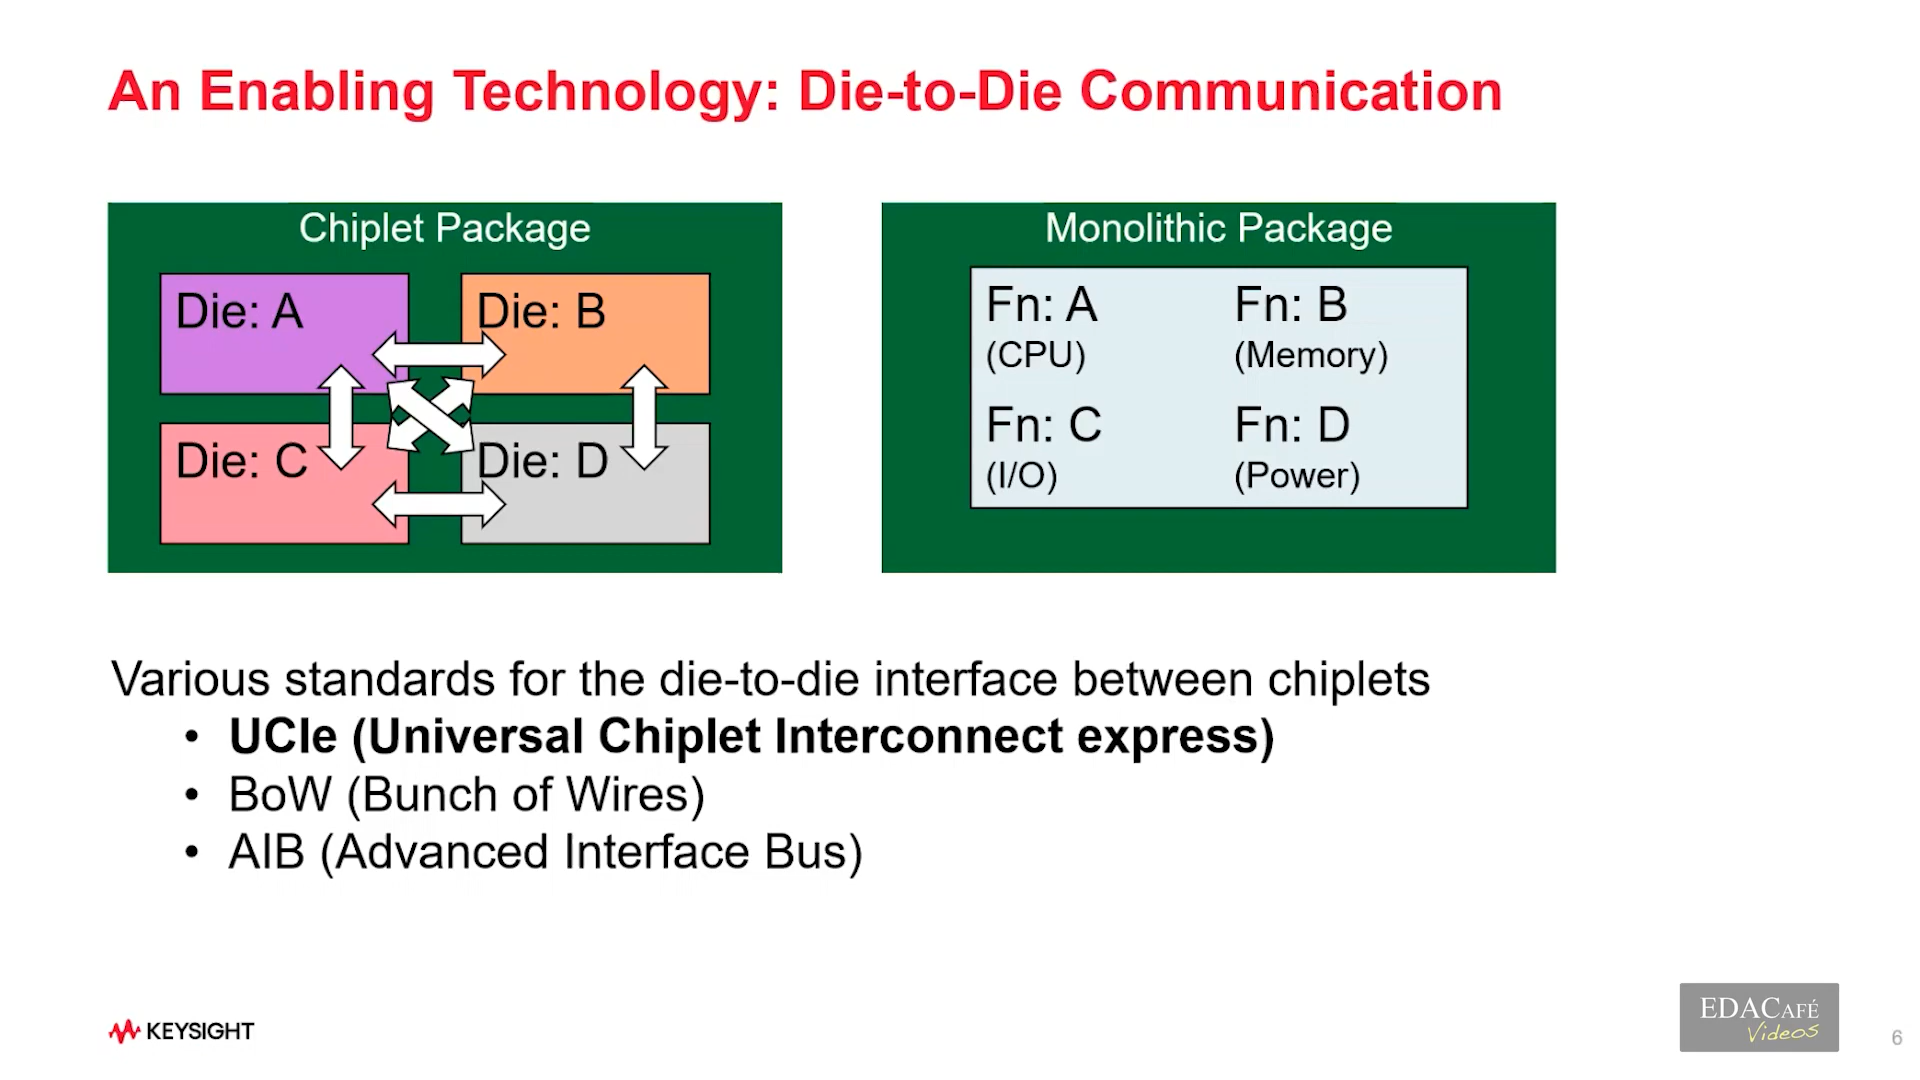 An Enabling Technology: Die-to-Die Communication
Chiplet Package
Die: A
Die: B
Die: C
Die: D
Monolithic Package
Fn: A
(CPU)
Fn: B
(Memory)
Fn: C
(I/O)
Fn: D
(Power)
Various standards for the die-to-die interface between chiplets
• UCIe (Universal Chiplet Interconnect express)
• BoW (Bunch of Wires)
• AIB (Advanced Interface Bus)
KEYSIGHT
EDACAFÉ
Videos
6